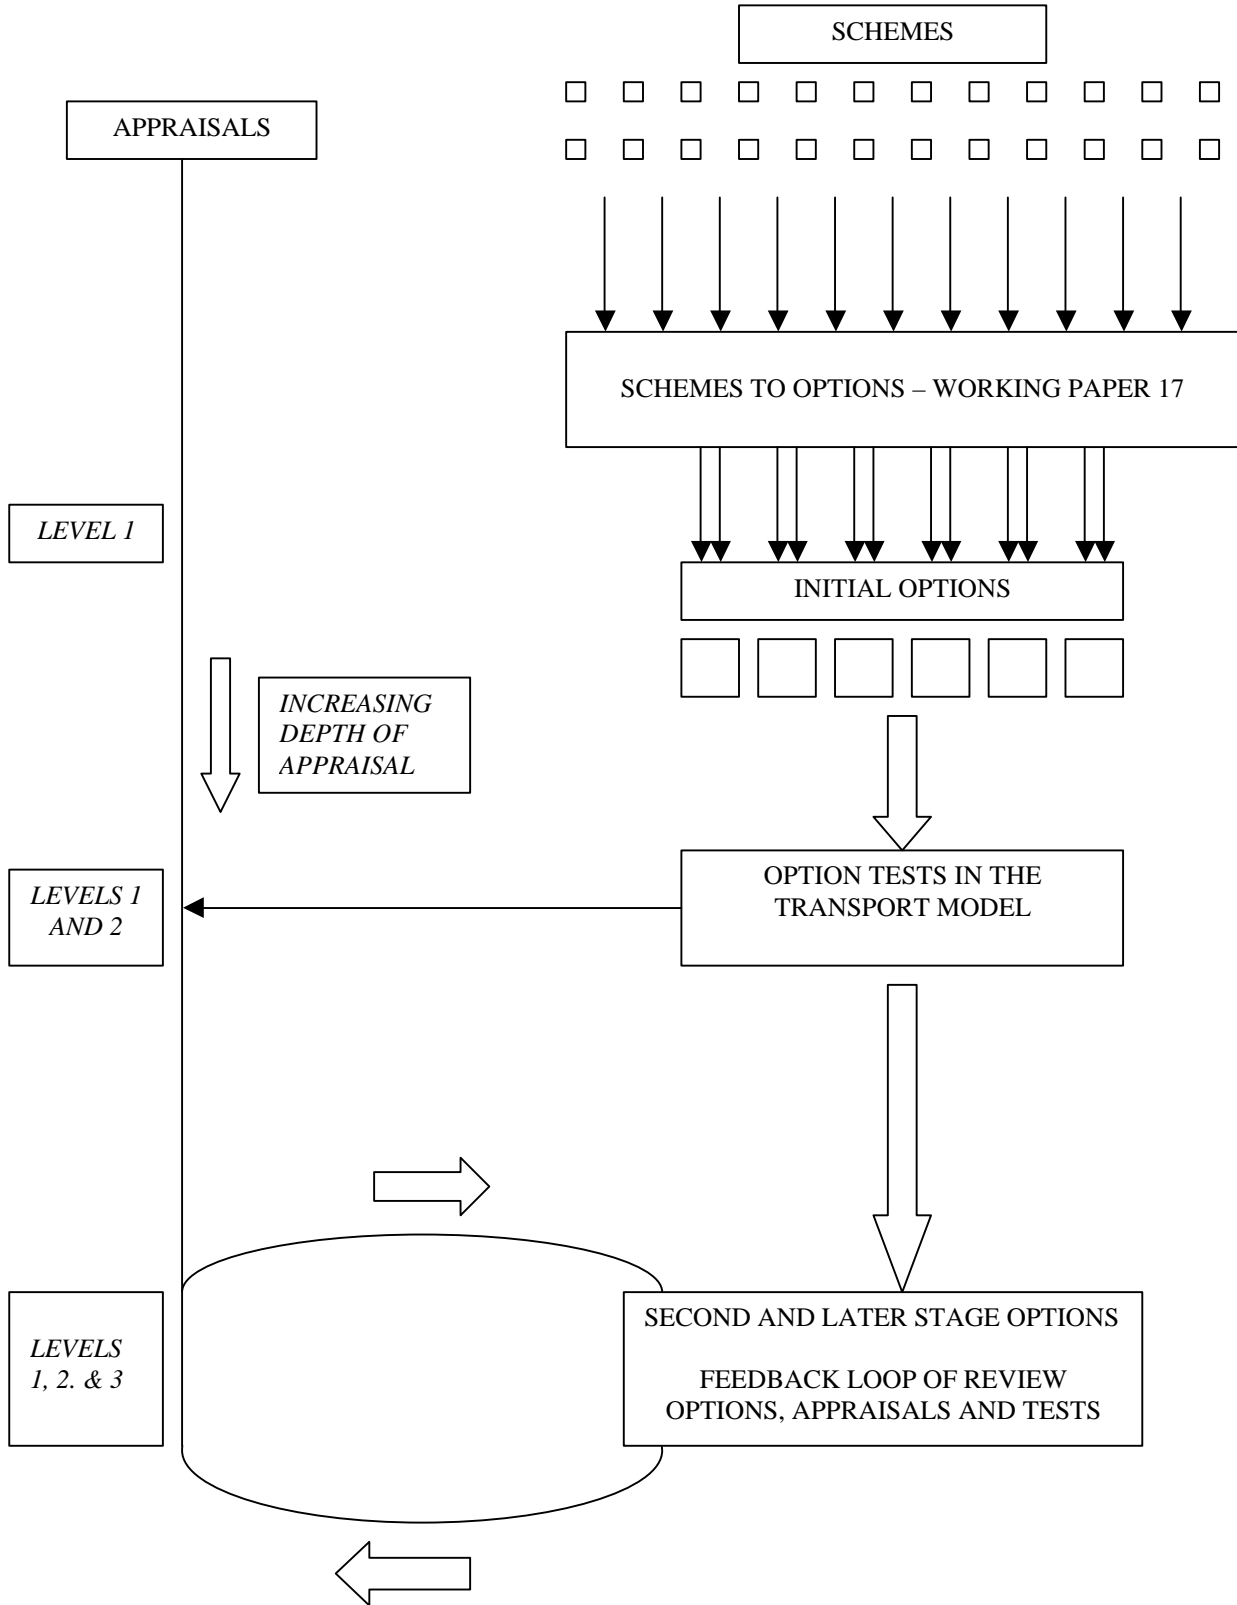 SCHEMES
APPRAISALS
SCHEMES TO OPTIONS – WORKING PAPER 17
LEVEL 1
INITIAL OPTIONS
INCREASING
DEPTH OF
APPRAISAL
LEVELS 1
AND 2
OPTION TESTS IN THE
TRANSPORT MODEL
LEVELS
1, 2. & 3
SECOND AND LATER STAGE OPTIONS
FEEDBACK LOOP OF REVIEW
OPTIONS, APPRAISALS AND TESTS